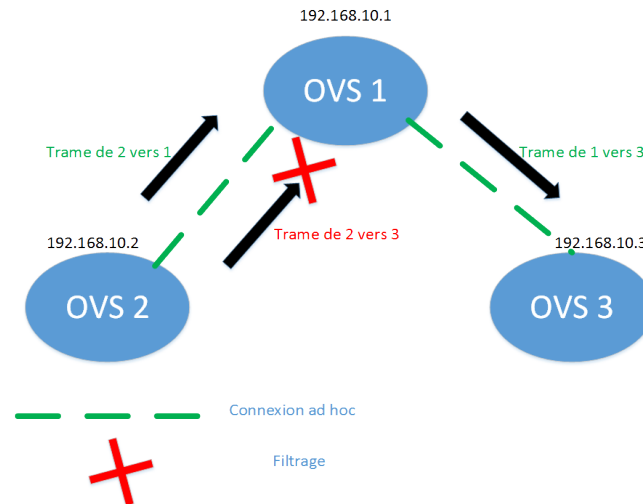 192.168.10.1
OVS 1
Trame de 2 vers 1
Trame de 1 vers 3
Trame de 2 vers 3
192.168.10.2
192.168.10.3
OVS 2
OVS 3
Connexion ad hoc
Filtrage